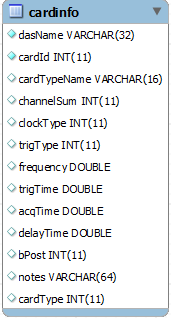 cardinfo
dasName VARCHAR(32)
cardId INT(11)
cardTypeName VARCHAR(16)
channelSum INT(11)
clockType INT(11)
trigType INT(11)
frequency DOUBLE
trigTime DOUBLE
acqTime DOUBLE
delayTime DOUBLE
bPost INT(11)
notes VARCHAR(64)
cardType INT(11)